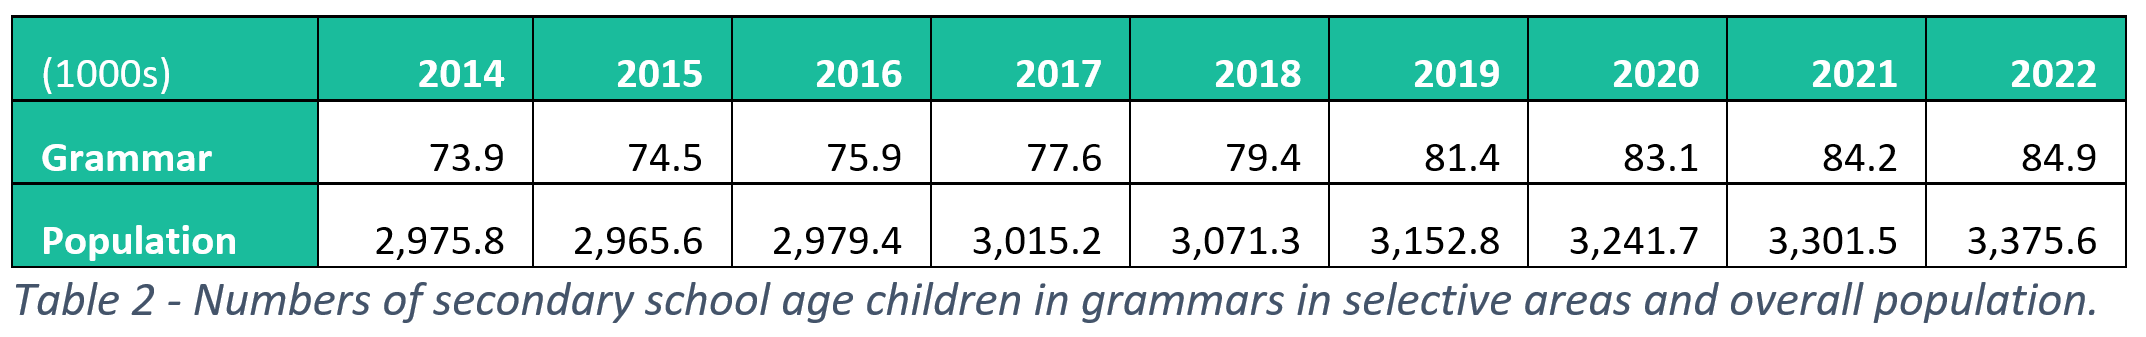 (1000s) 2014 2015 2016 2017 2018 2019 2020 2021 2022
Grammar 73.9 74.5 75.9 77.6 79.4 81.4 83.1 84.2 84.9
Population 2,975.8 2,965.6 2,979.4 3,015.2 3,071.3 3,152.8 3,241.7 3,301.5 3,375.6
Table 2 - Numbers of secondary school age children in grammars in selective areas and overall population.